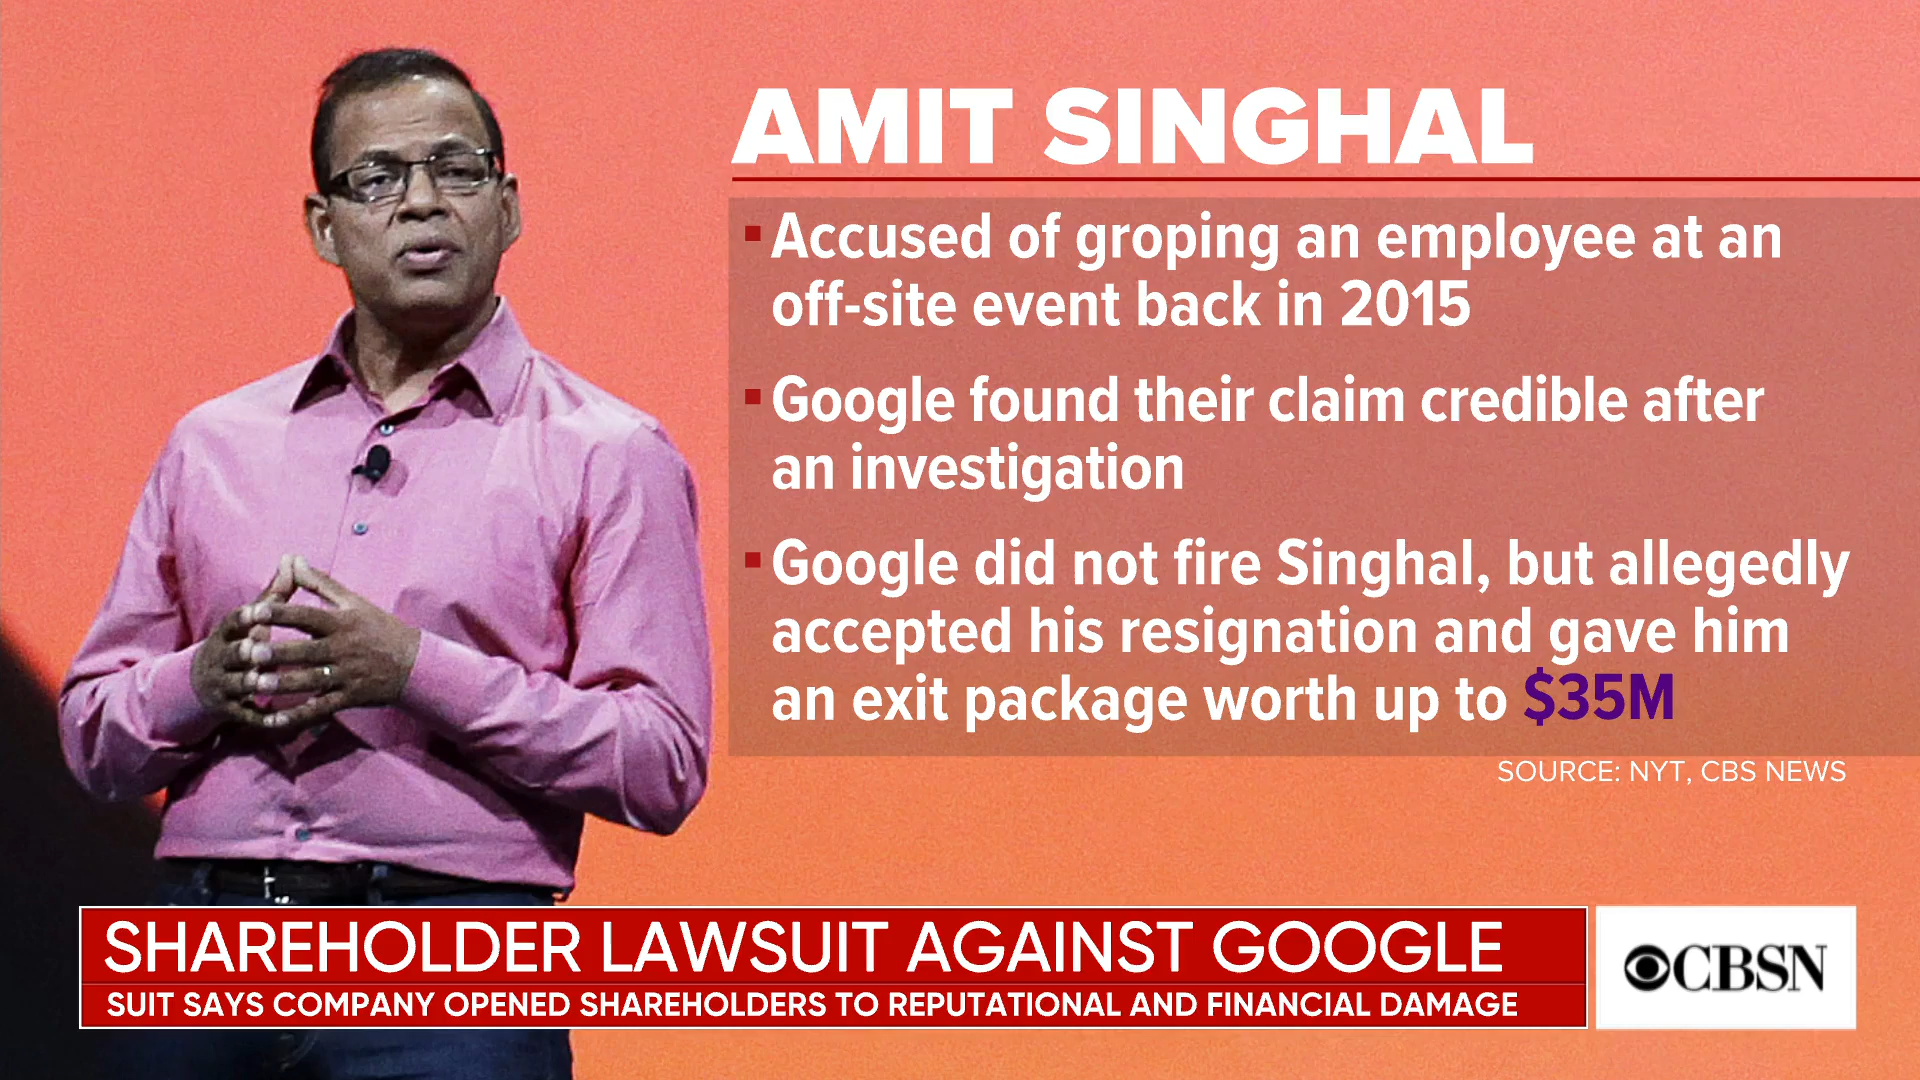 AMIT SINGHAL
Accused of groping an employee at an
off-site event back in 2015
Google found their claim credible after
an investigation
Google did not fire Singhal, but allegedly
accepted his resignation and gave him
an exit package worth up to $35M
SOURCE: NYT, CBS NEWS
SHAREHOLDER LAWSUIT AGAINST GOOGLE
SUIT SAYS COMPANY OPENED SHAREHOLDERS TO REPUTATIONAL AND FINANCIAL DAMAGE
CBSN